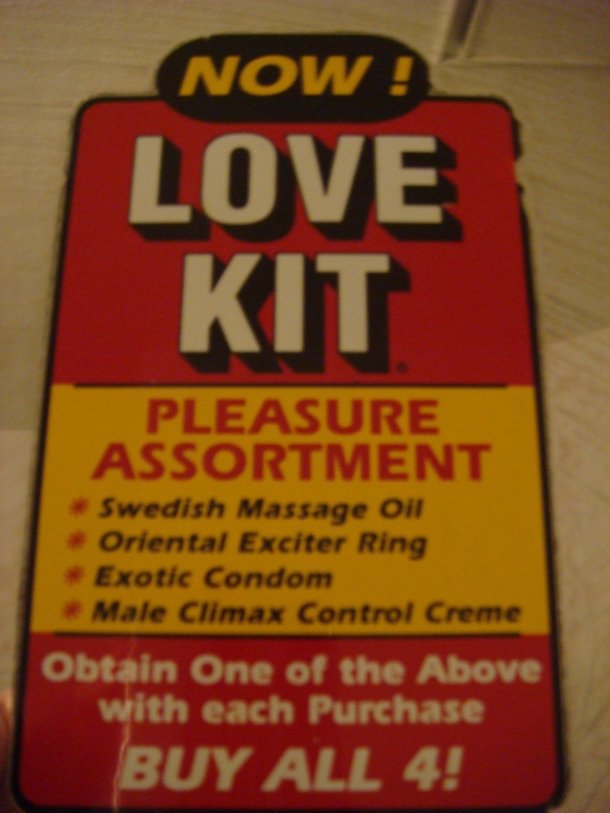 NOW!
LOVE
KIT®
PLEASURE
ASSORTMENT
* Swedish Massage Oil
* Oriental Exciter Ring
* Exotic Condom
* Male Climax Control Creme
Obtain One of the Above
with each Purchase
BUY ALL 4!